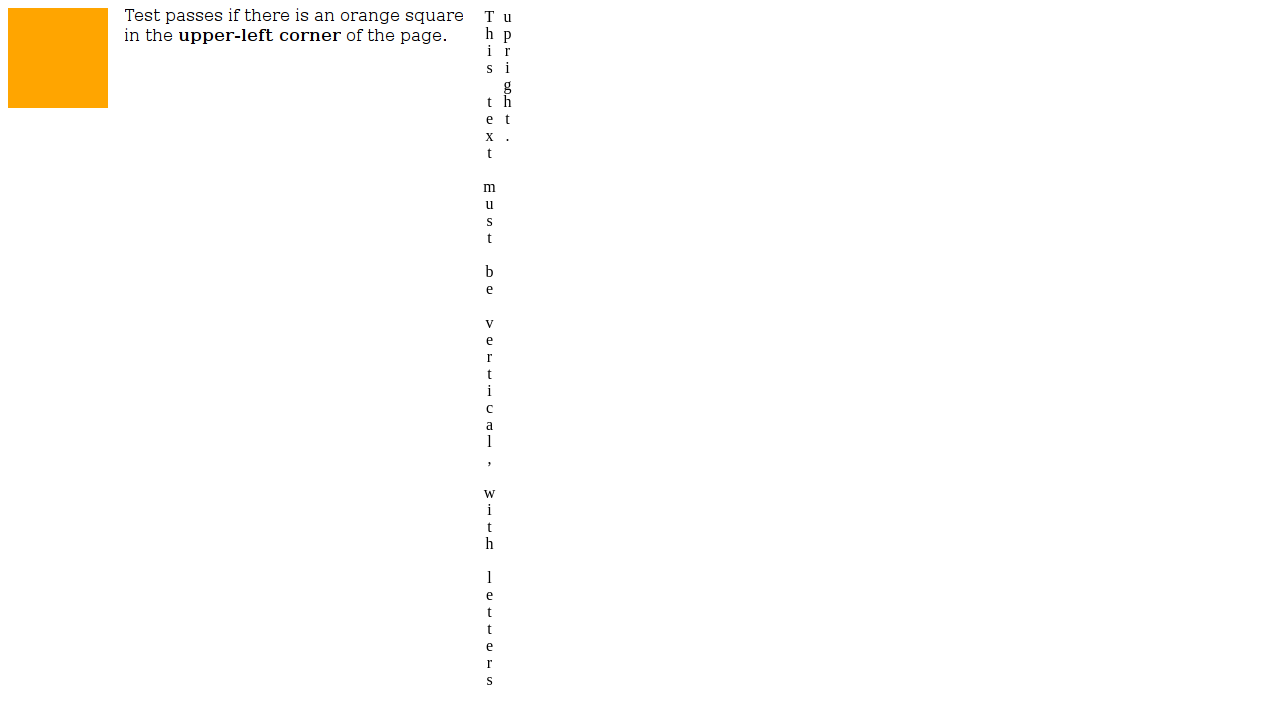 Test passes if there is an orange square
in the upper-left corner of the page.
This text must be vertical, with letters
upright.